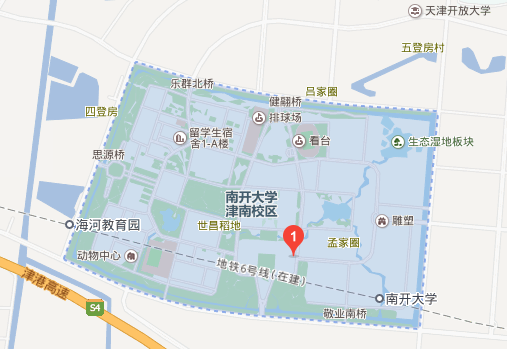 天津开放大学
五登房村
乐群北桥
吕家圈
健翮桥
四登房
排球场
留学生宿
舍1-A楼
看台
生态湿地板块
思源桥
南开大学
津南校区
雕塑
海河教育园
世昌稻地
1
孟家圈
动物中心
地铁6号线(在建)
津港高速
S4
南开大学
敬业南桥